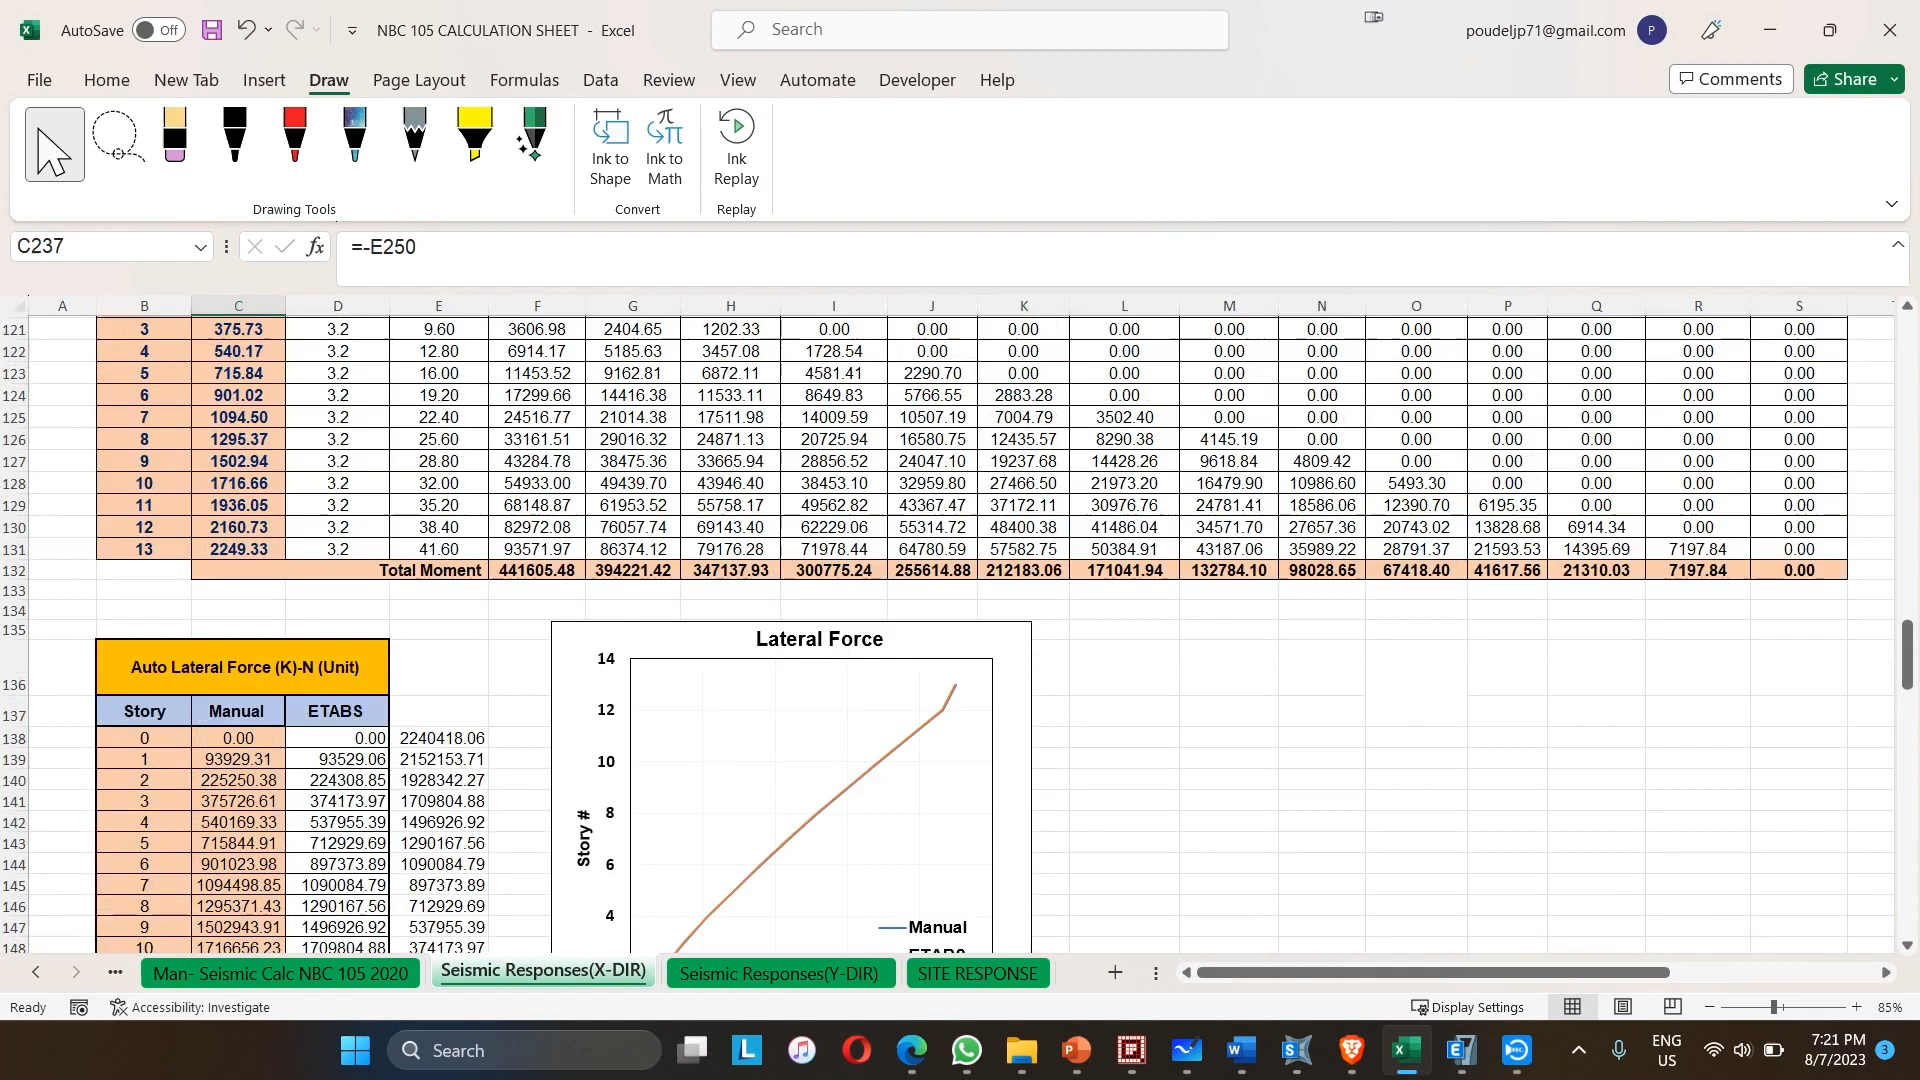 AutoSave Off NBC 105 CALCULATION SHEET - Excel Search poudeljp71@gmail.com P
File Home New Tab Insert Draw Page Layout Formulas Data Review View Automate Developer Help Comments Share
Ink to Shape Ink to Math Ink Replay
Drawing Tools Convert Replay
C237 fx =-E250
A B C D E F G H I J K L M N O P Q R S
121 3 375.73 3.2 9.60 3606.98 2404.65 1202.33 0.00 0.00 0.00 0.00 0.00 0.00 0.00 0.00 0.00 0.00 0.00
122 4 540.17 3.2 12.80 6914.17 5185.63 3457.08 1728.54 0.00 0.00 0.00 0.00 0.00 0.00 0.00 0.00 0.00 0.00
123 5 715.84 3.2 16.00 11453.52 9162.81 6872.11 4581.41 2290.70 0.00 0.00 0.00 0.00 0.00 0.00 0.00 0.00 0.00
124 6 901.02 3.2 19.20 17299.66 14416.38 11533.11 8649.83 5766.55 2883.28 0.00 0.00 0.00 0.00 0.00 0.00 0.00 0.00
125 7 1094.50 3.2 22.40 24516.77 21014.38 17511.98 14009.59 10507.19 7004.79 3502.40 0.00 0.00 0.00 0.00 0.00 0.00 0.00
126 8 1295.37 3.2 25.60 33161.51 29016.32 24871.13 20725.94 16580.75 12435.57 8290.38 4145.19 0.00 0.00 0.00 0.00 0.00 0.00
127 9 1502.94 3.2 28.80 43284.78 38475.36 33665.94 28856.52 24047.10 19237.68 14428.26 9618.84 4809.42 0.00 0.00 0.00 0.00 0.00
128 10 1716.66 3.2 32.00 54933.00 49439.70 43946.40 38453.10 32959.80 27466.50 21973.20 16479.90 10986.60 5493.30 0.00 0.00 0.00 0.00
129 11 1936.05 3.2 35.20 68148.87 61953.52 55758.17 49562.82 43367.47 37172.11 30976.76 24781.41 18586.06 12390.70 6195.35 0.00 0.00 0.00
130 12 2160.73 3.2 38.40 82972.08 76057.74 69143.40 62229.06 55314.72 48400.38 41486.04 34571.70 27657.36 20743.02 13828.68 6914.34 0.00 0.00
131 13 2249.33 3.2 41.60 93571.97 86374.12 79176.28 71978.44 64780.59 57582.75 50384.91 43187.06 35989.22 28791.37 21593.53 14395.69 7197.84 0.00
132 Total Moment 441605.48 394221.42 347137.93 300775.24 255614.88 212183.06 171041.94 132784.10 98028.65 67418.40 41617.56 21310.03 7197.84 0.00
133
134
135
136 Auto Lateral Force (K)-N (Unit)
137 Story Manual ETABS
138 0 0.00 0.00 2240418.06
139 1 93929.31 93529.06 2152153.71
140 2 225250.38 224308.85 1928342.27
141 3 375726.61 374173.97 1709804.88
142 4 540169.33 537955.39 1496926.92
143 5 715844.91 712929.69 1290167.56
144 6 901023.98 897373.89 1090084.79
145 7 1094498.85 1090084.79 897373.89
146 8 1295371.43 1290167.56 712929.69
147 9 1502943.91 1496926.92 537955.39
148 10 1716656.23 1709804.88 374173.97
Lateral Force
14
12
10
8
6
4
Story #
Manual
ETABS
Man- Seismic Calc NBC 105 2020 Seismic Responses(X-DIR) Seismic Responses(Y-DIR) SITE RESPONSE
Ready Accessibility: Investigate Display Settings 85%
Search ENG US 7:21 PM 8/7/2023 3